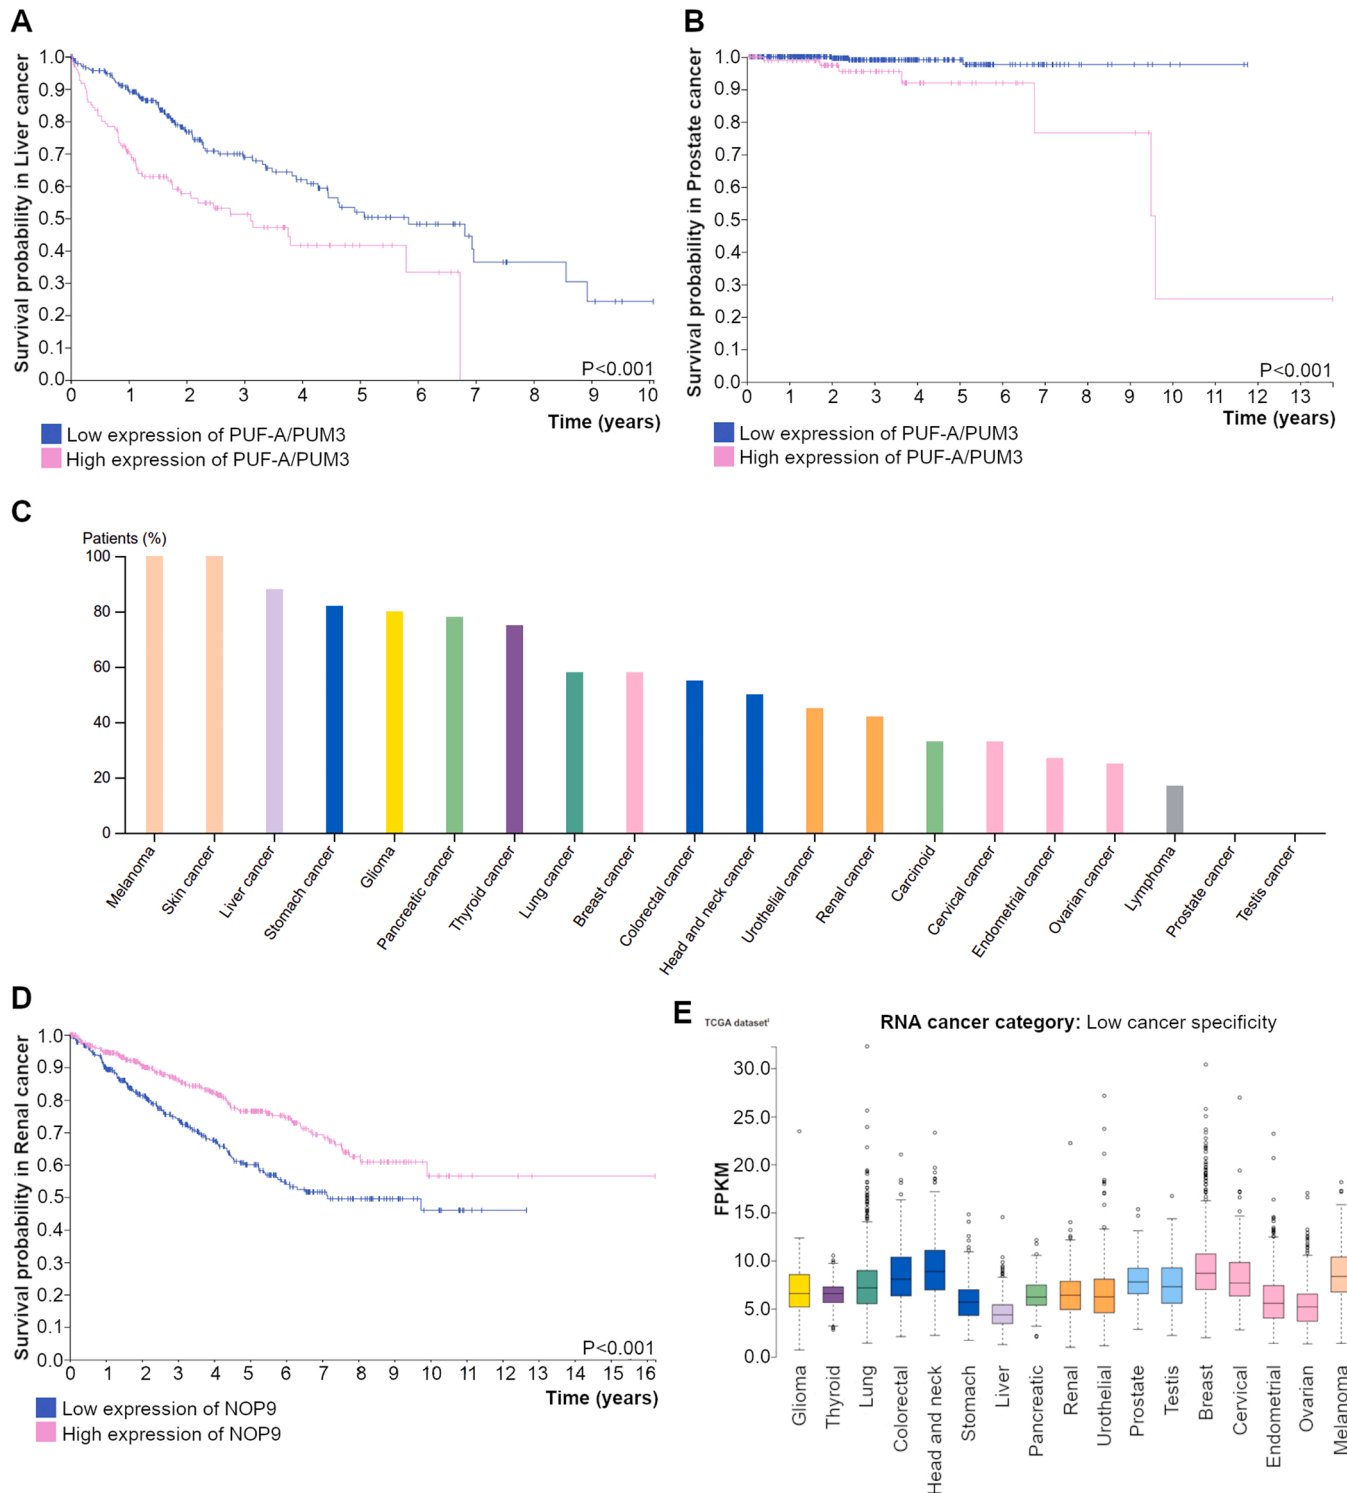 A
Survival probability in Liver cancer
1.0
0.9
0.8
0.7
0.6
0.5
0.4
0.3
0.2
0.1
0.0
0 1 2 3 4 5 6 7 8 9 10
P<0.001
Time (years)
Low expression of PUF-A/PUM3
High expression of PUF-A/PUM3
B
Survival probability in Prostate cancer
1.0
0.9
0.8
0.7
0.6
0.5
0.4
0.3
0.2
0.1
0.0
0 1 2 3 4 5 6 7 8 9 10 11 12 13
P<0.001
Time (years)
Low expression of PUF-A/PUM3
High expression of PUF-A/PUM3
C
Patients (%)
100
80
60
40
20
0
Melanoma
Skin cancer
Liver cancer
Stomach cancer
Glioma
Pancreatic cancer
Thyroid cancer
Lung cancer
Breast cancer
Colorectal cancer
Head and neck cancer
Urothelial cancer
Renal cancer
Carcinoid
Cervical cancer
Endometrial cancer
Ovarian cancer
Lymphoma
Prostate cancer
Testis cancer
D
Survival probability in Renal cancer
1.0
0.9
0.8
0.7
0.6
0.5
0.4
0.3
0.2
0.1
0.0
0 1 2 3 4 5 6 7 8 9 10 11 12 13 14 15 16
P<0.001
Time (years)
Low expression of NOP9
High expression of NOP9
E
TCGA dataset
RNA cancer category: Low cancer specificity
FPKM
30.0
25.0
20.0
15.0
10.0
5.0
0.0
Glioma
Thyroid
Lung
Colorectal
Head and neck
Stomach
Liver
Pancreatic
Renal
Urothelial
Prostate
Testis
Breast
Cervical
Endometrial
Ovarian
Melanoma